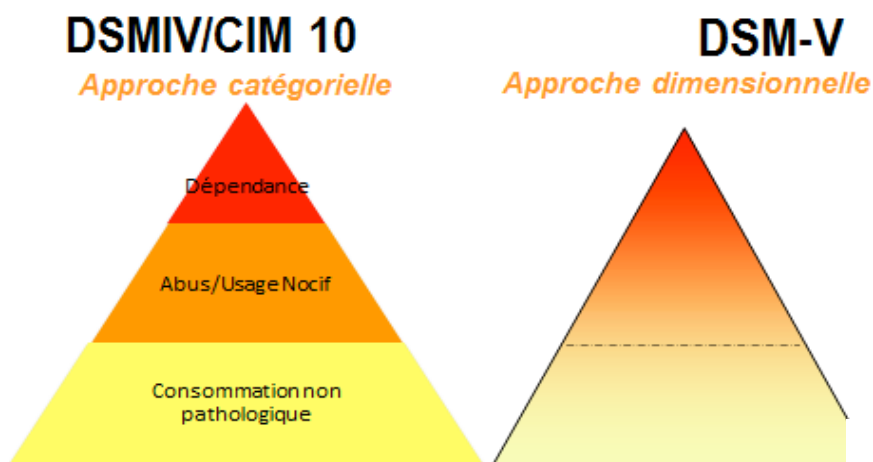 DSMIV/CIM 10
Approche catégorielle
Dépendance
Abus/Usage Nocif
Consommation non
pathologique
DSM-V
Approche dimensionnelle